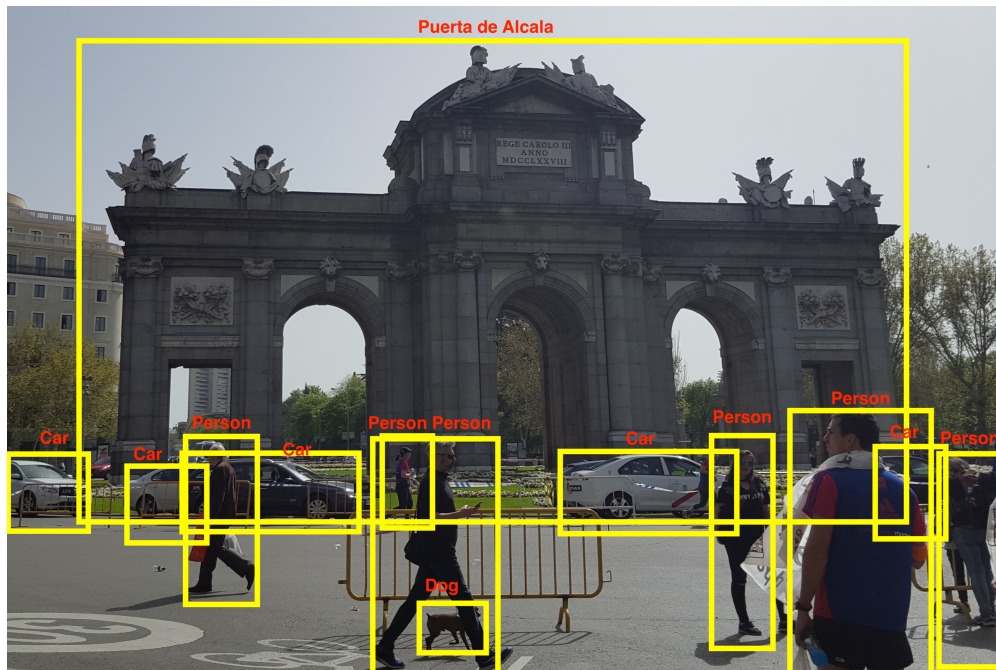 Puerta de Alcala
REGE CAROLO III
ANNO
MDCCLXXVIII
Person
Person Person
Person
Person
Car
Car
Car
Car
Car
Person
Dog